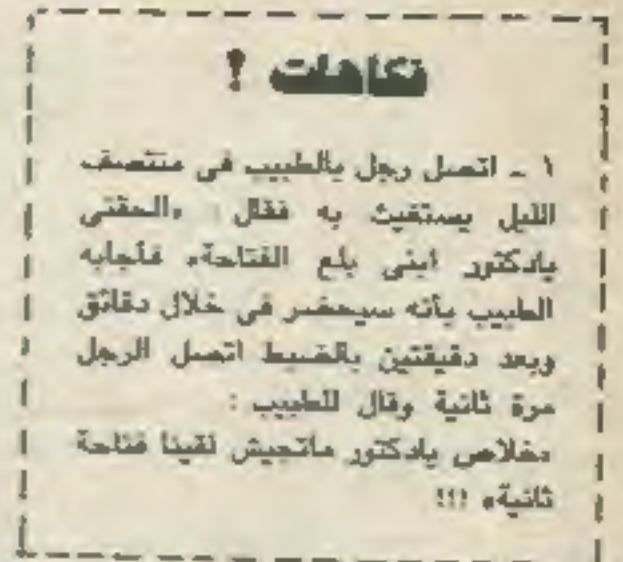 فكاهات !
١ ـ اتصل رجل بالطبيب فى منتصف
الليل يستغيث به فقال : «الحقنى
يادكتور ابنى بلع الفتاحة» فأجابه
الطبيب بأنه سيحضر فى خلال دقائق
وبعد دقيقتين بالضبط اتصل الرجل
مرة ثانية وقال للطبيب :
«خلاص يادكتور ماتجيش لقينا فتاحة
ثانية» !!!